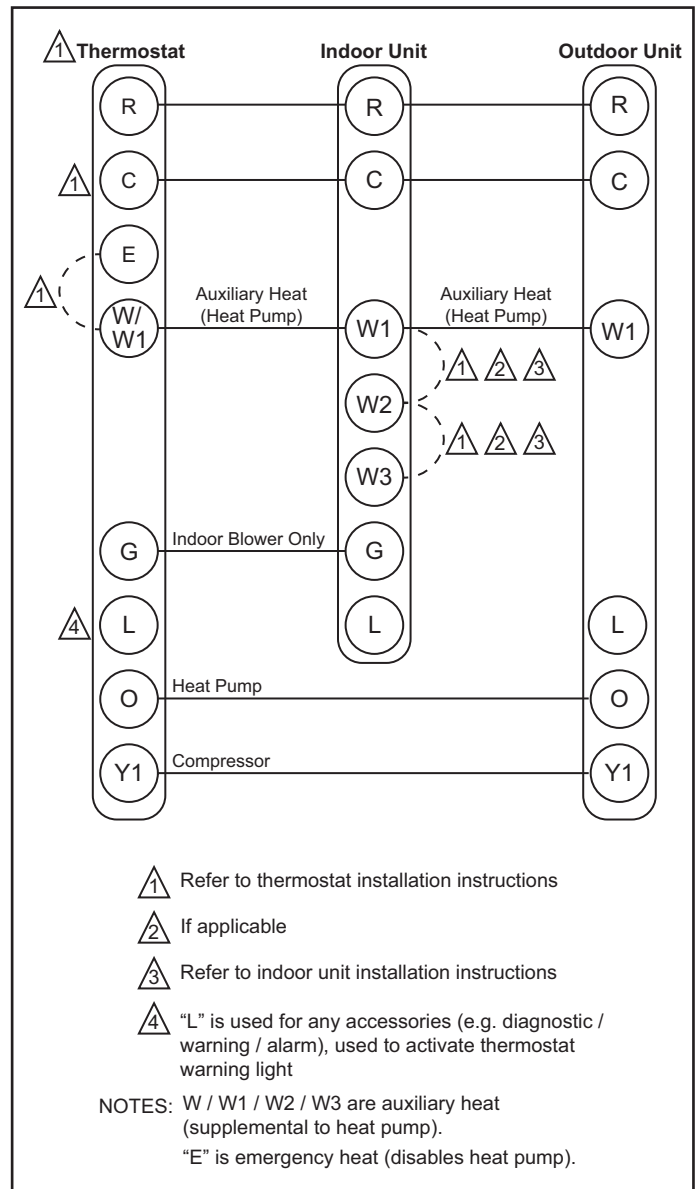 1 Thermostat Indoor Unit Outdoor Unit
R R R
1 C C C
E
1
Auxiliary Heat Auxiliary Heat
(Heat Pump) (Heat Pump)
W/
W1 W1 W1
1 2 3
W2
1 2 3
W3
G Indoor Blower Only G
4 L L L
O Heat Pump O
Y1 Compressor Y1
1 Refer to thermostat installation instructions
2 If applicable
3 Refer to indoor unit installation instructions
4 “L” is used for any accessories (e.g. diagnostic /
warning / alarm), used to activate thermostat
warning light
NOTES: W / W1 / W2 / W3 are auxiliary heat
(supplemental to heat pump).
“E” is emergency heat (disables heat pump).